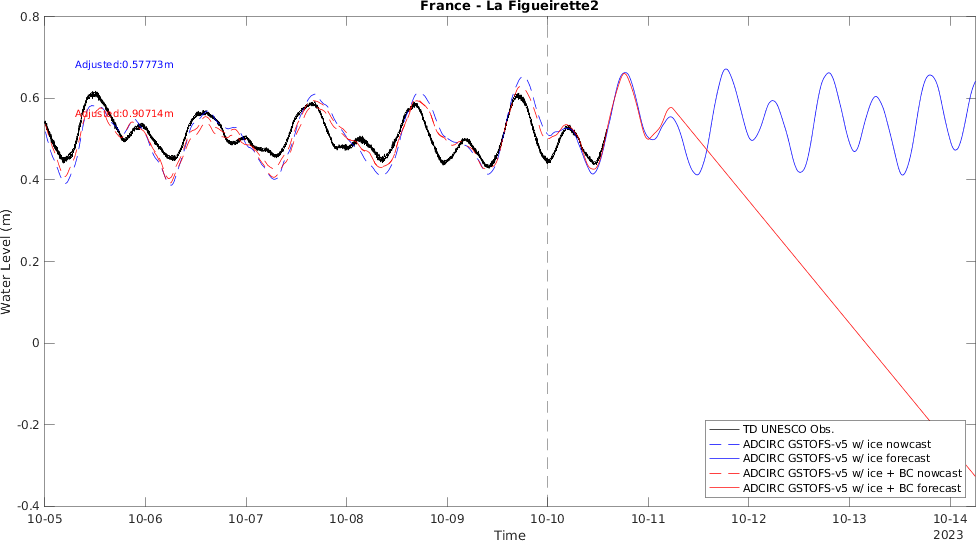 France - La Figueirette2
0.8
0.6
0.4
0.2
0
-0.2
-0.4
Water Level (m)
Adjusted:0.57773m
Adjusted:0.90714m
TD UNESCO Obs.
ADCIRC GSTOFS-v5 w/ ice nowcast
ADCIRC GSTOFS-v5 w/ ice forecast
ADCIRC GSTOFS-v5 w/ ice + BC nowcast
ADCIRC GSTOFS-v5 w/ ice + BC forecast
10-05 10-06 10-07 10-08 10-09 10-10 10-11 10-12 10-13 10-14
Time
2023